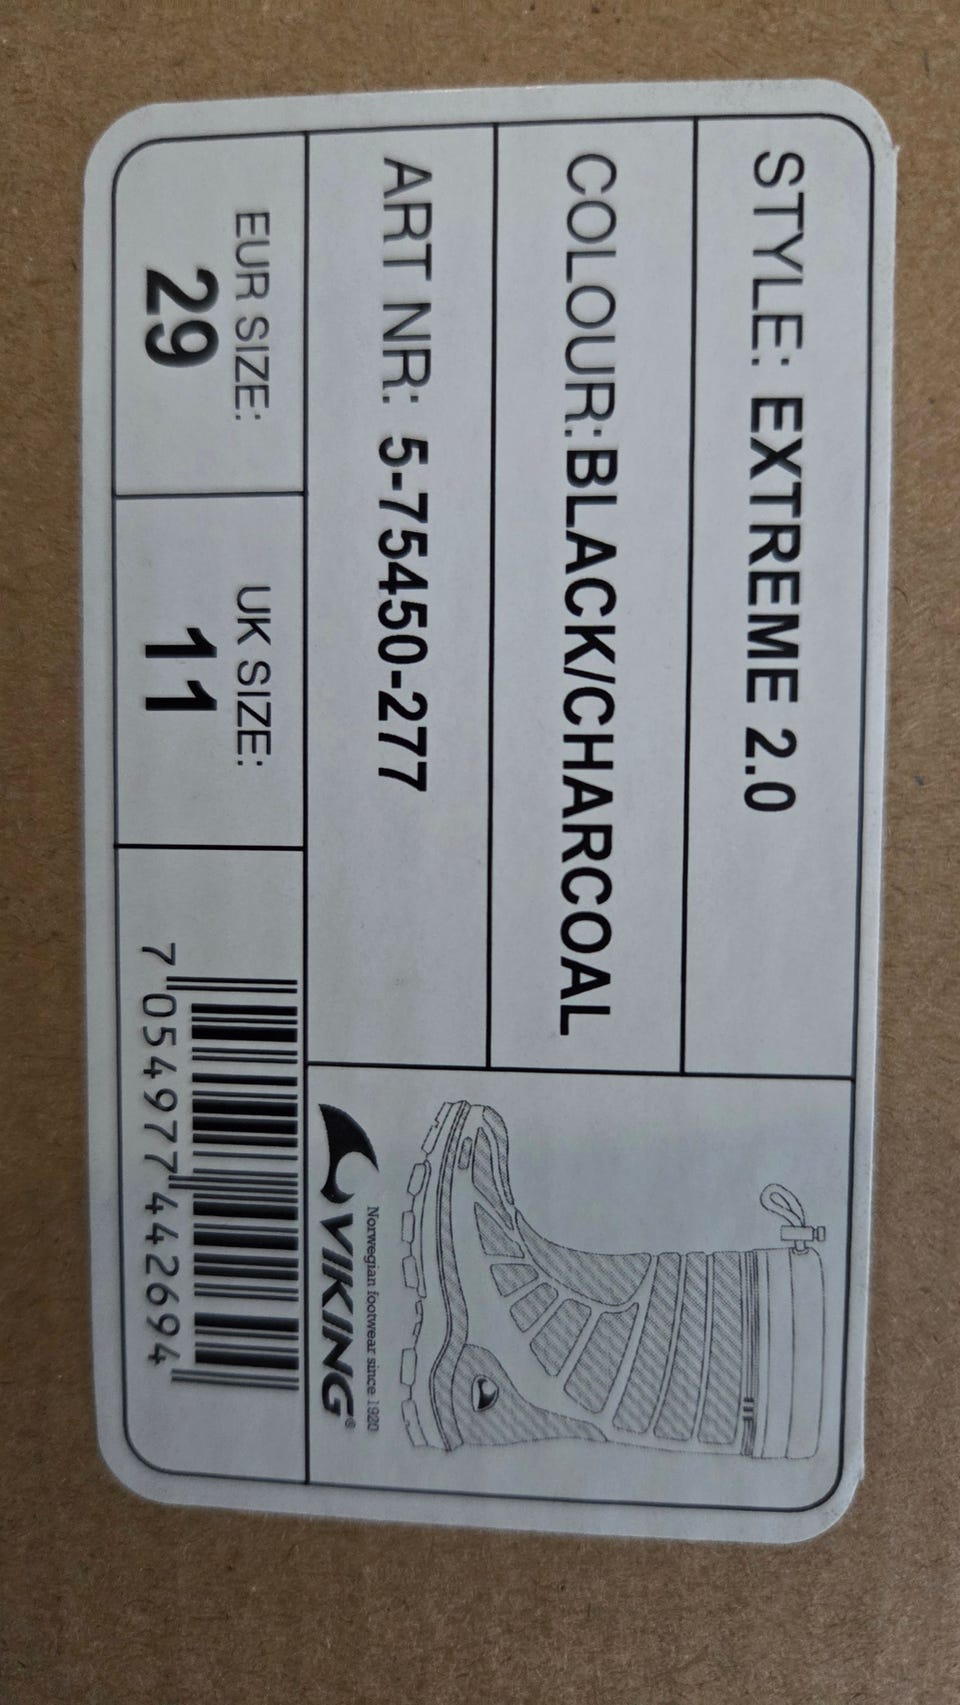 STYLE: EXTREME 2.0
COLOUR:BLACK/CHARCOAL
ART NR: 5-75450-277
Norwegian footwear since 1920
VIKING®
EUR SIZE:
29
UK SIZE:
11
7 054977 442694